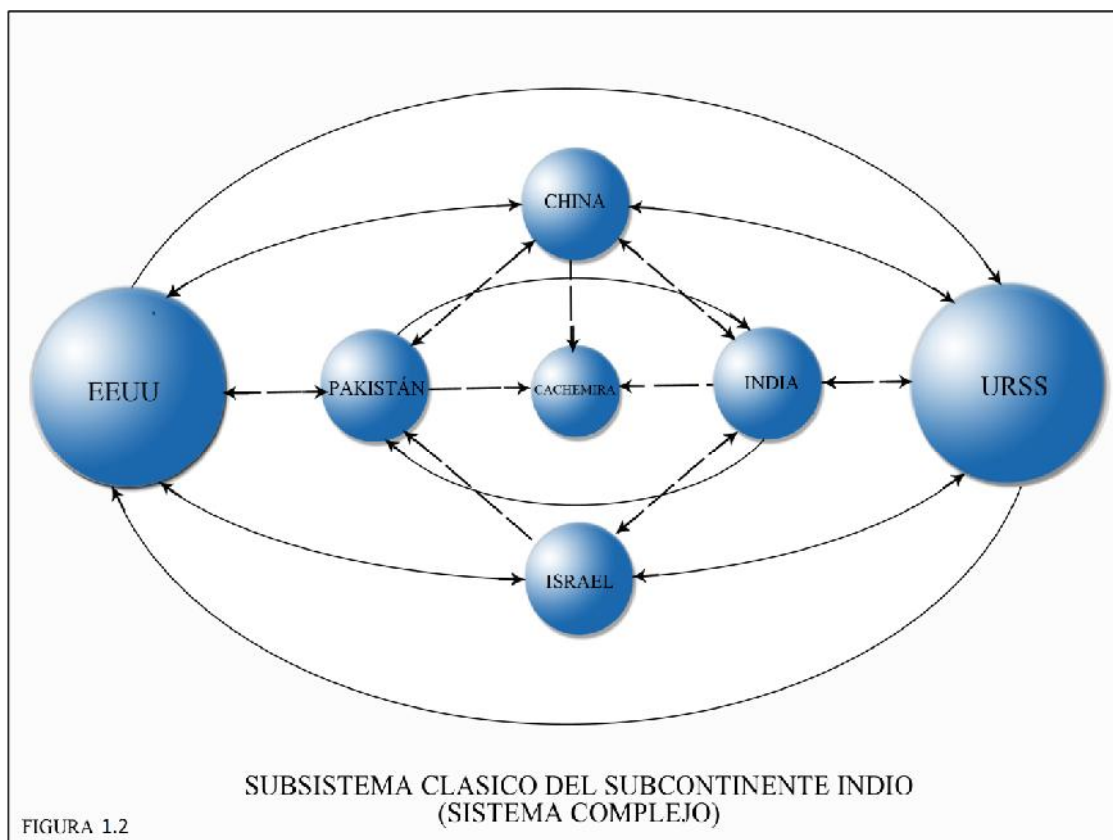 CHINA
EEUU
PAKISTÁN
CACHEMIRA
INDIA
URSS
ISRAEL
SUBSISTEMA CLASICO DEL SUBCONTINENTE INDIO
(SISTEMA COMPLEJO)
FIGURA 1.2